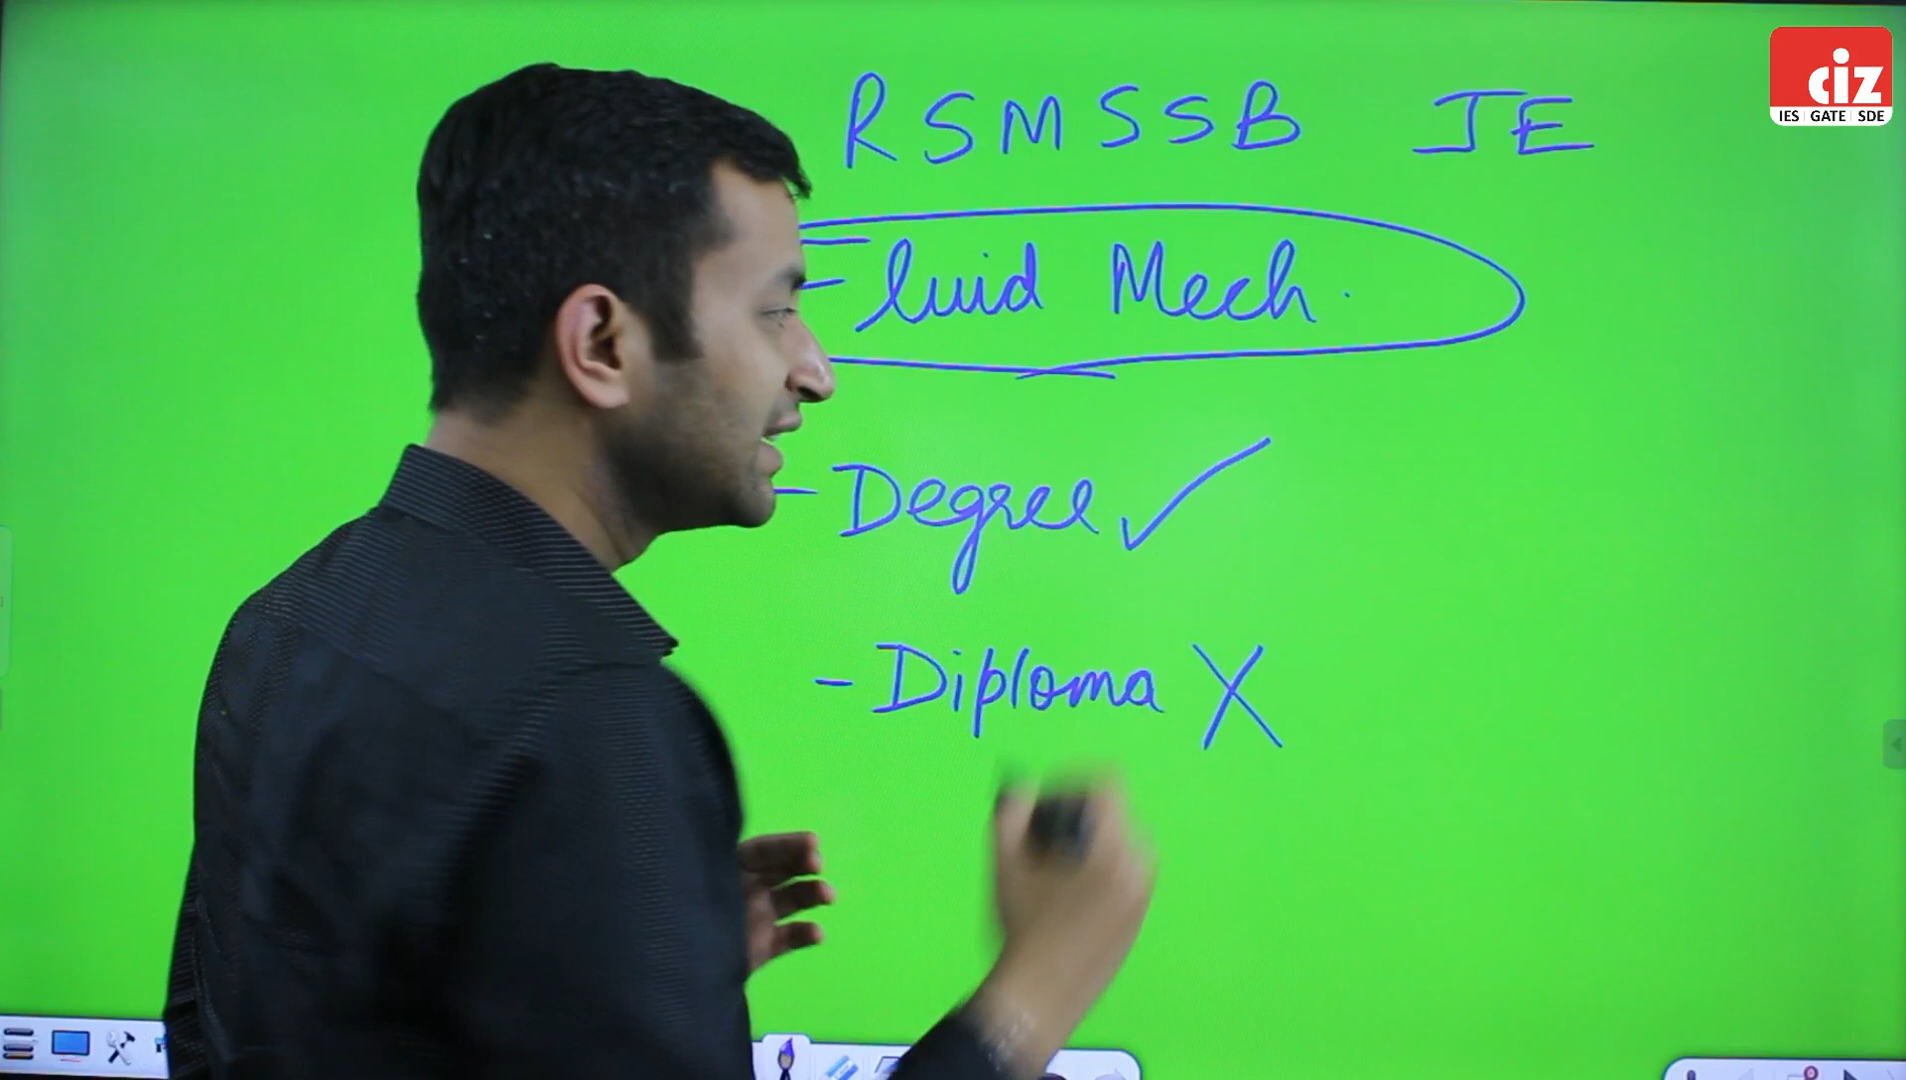 RSMSSB JE
ciz
IES | GATE | SDE
Fluid Mech.
- Degree ✓
- Diploma X